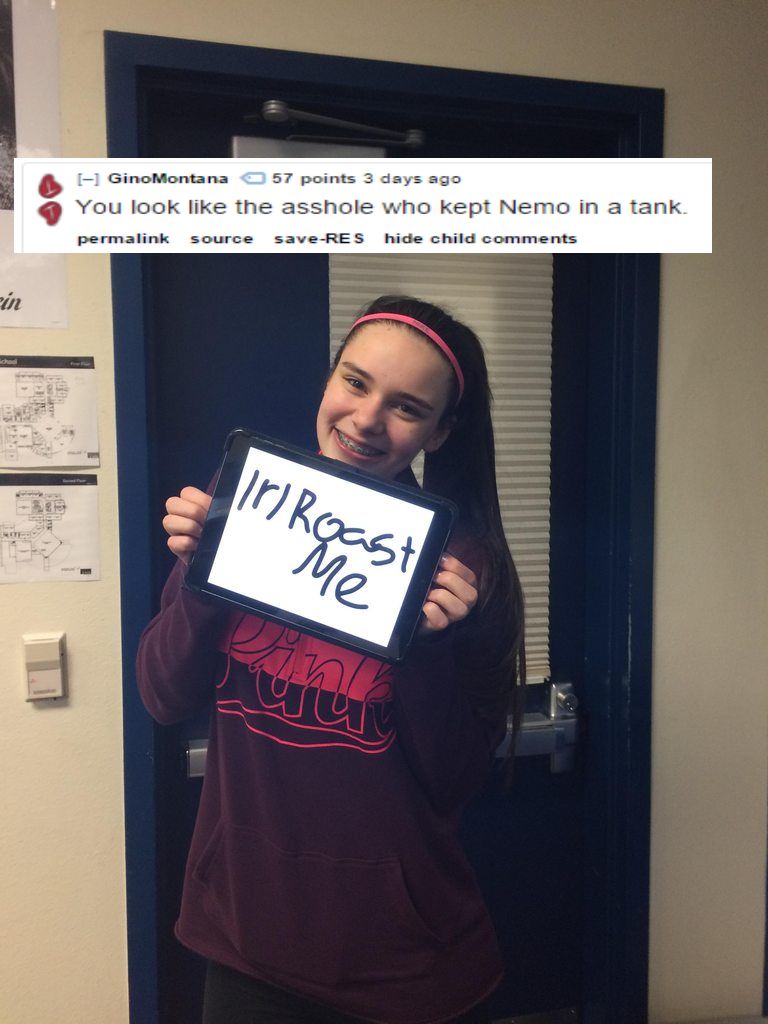 [–] GinoMontana 57 points 3 days ago
You look like the asshole who kept Nemo in a tank.
permalink source save-RES hide child comments
ein
/r/ Roast
Me
Pink